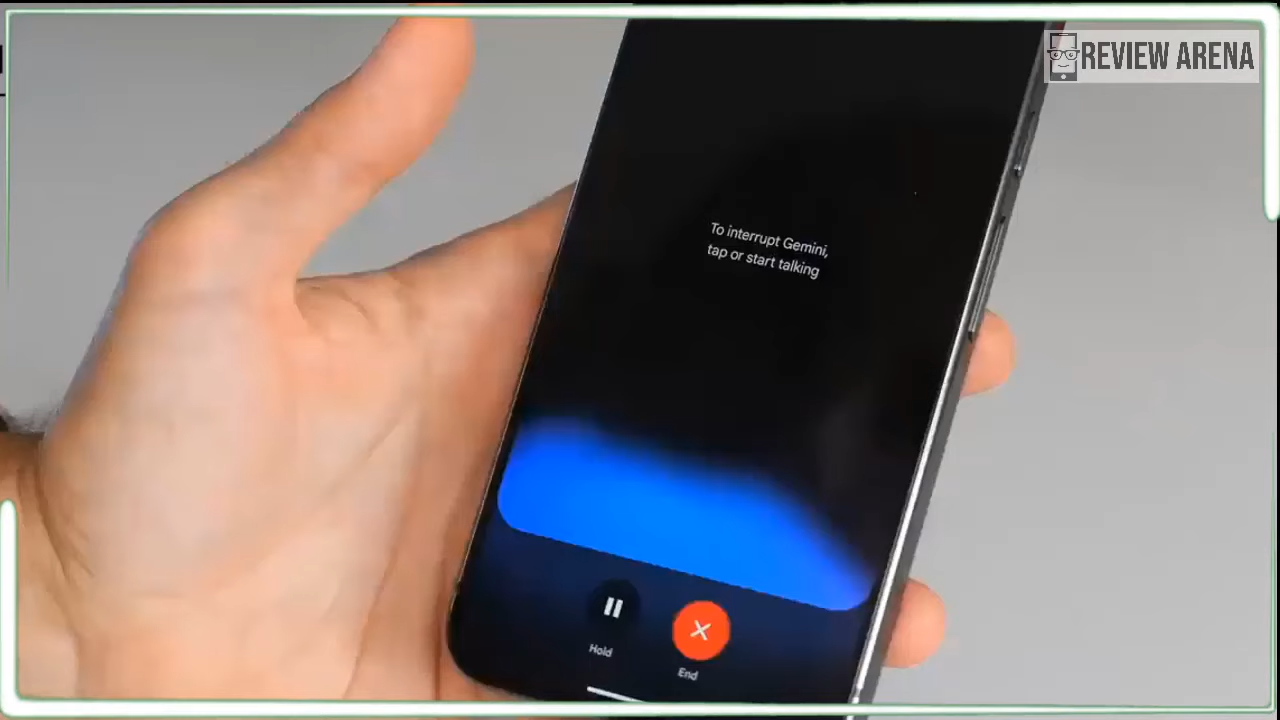 REVIEW ARENA
To interrupt Gemini,
tap or start talking
Hold
End